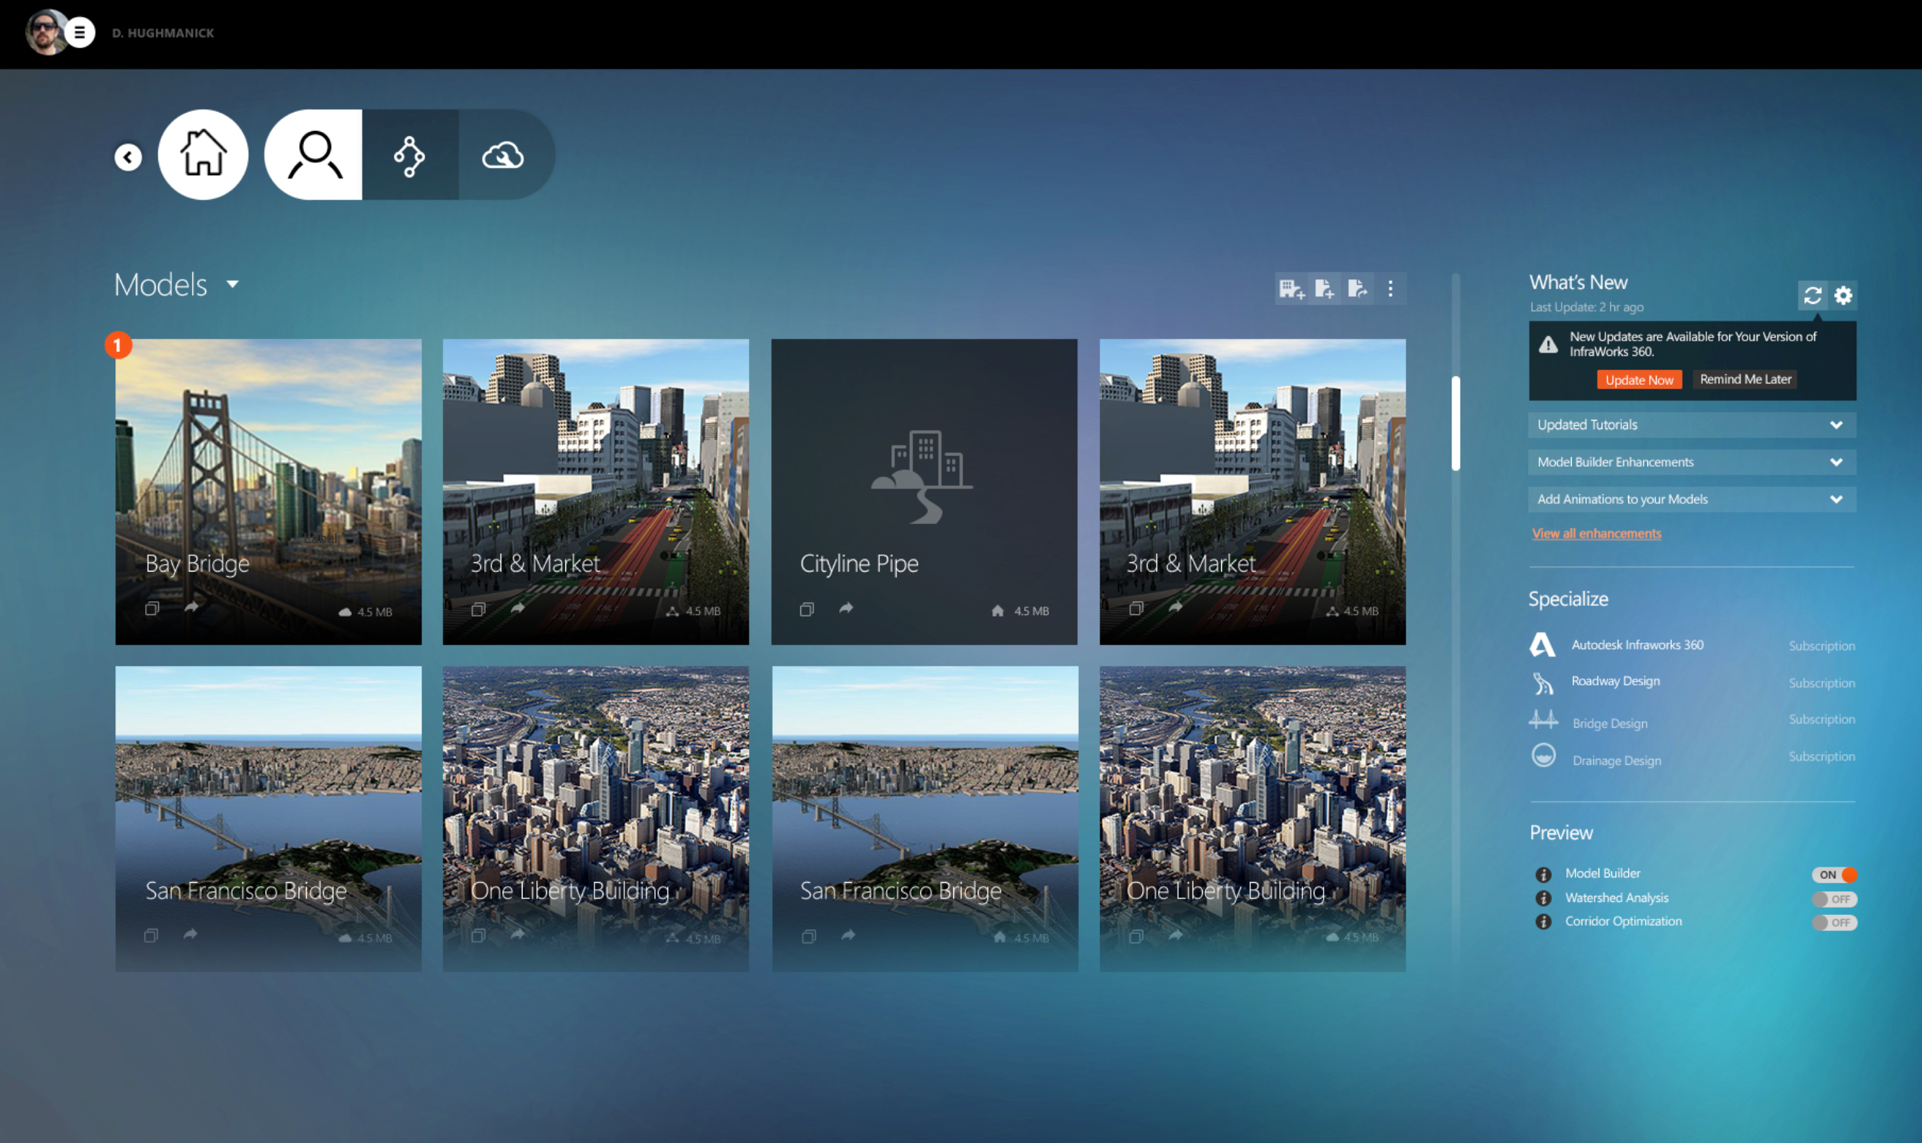 D. HUGHMANICK
Models
1
Bay Bridge
4.5 MB
3rd & Market
4.5 MB
Cityline Pipe
4.5 MB
3rd & Market
4.5 MB
San Francisco Bridge
4.5 MB
One Liberty Building
4.5 MB
San Francisco Bridge
4.5 MB
One Liberty Building
4.5 MB
What's New
Last Update: 2 hr ago
New Updates are Available for Your Version of
InfraWorks 360.
Update Now
Remind Me Later
Updated Tutorials
Model Builder Enhancements
Add Animations to your Models
View all enhancements
Specialize
Autodesk Infraworks 360 Subscription
Roadway Design Subscription
Bridge Design Subscription
Drainage Design Subscription
Preview
Model Builder ON
Watershed Analysis OFF
Corridor Optimization OFF